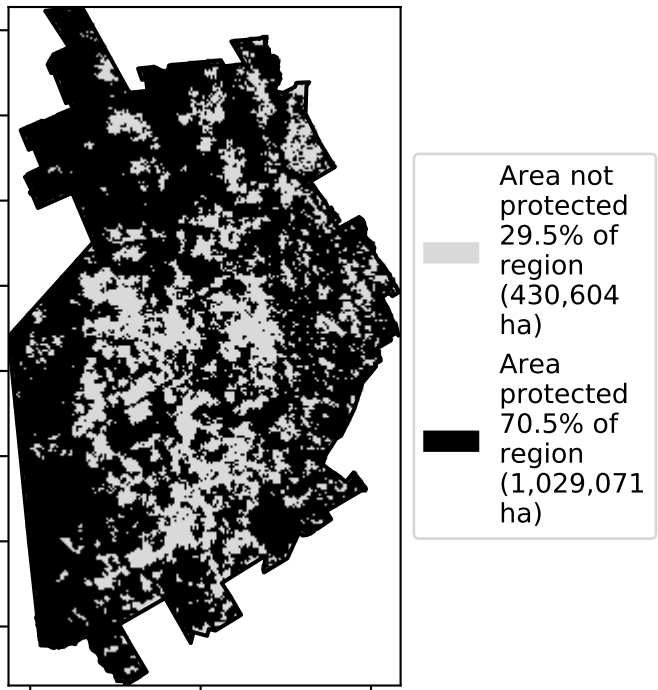 Area not
protected
29.5% of
region
(430,604
ha)
Area
protected
70.5% of
region
(1,029,071
ha)